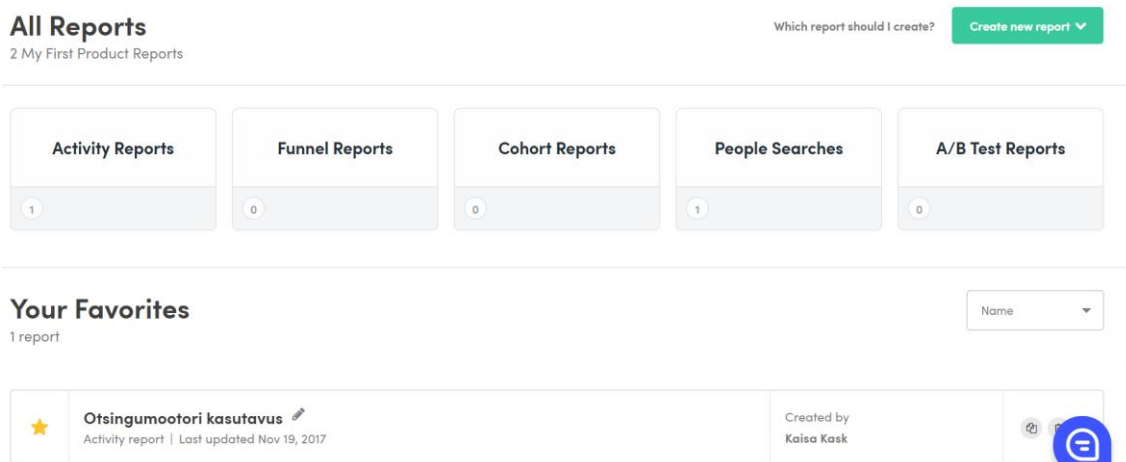 All Reports
2 My First Product Reports
Which report should I create?
Create new report
Activity Reports
Funnel Reports
Cohort Reports
People Searches
A/B Test Reports
1
0
0
1
0
Your Favorites
1 report
Name
Otsingumootori kasutavus
Activity report | Last updated Nov 19, 2017
Created by
Kaisa Kask